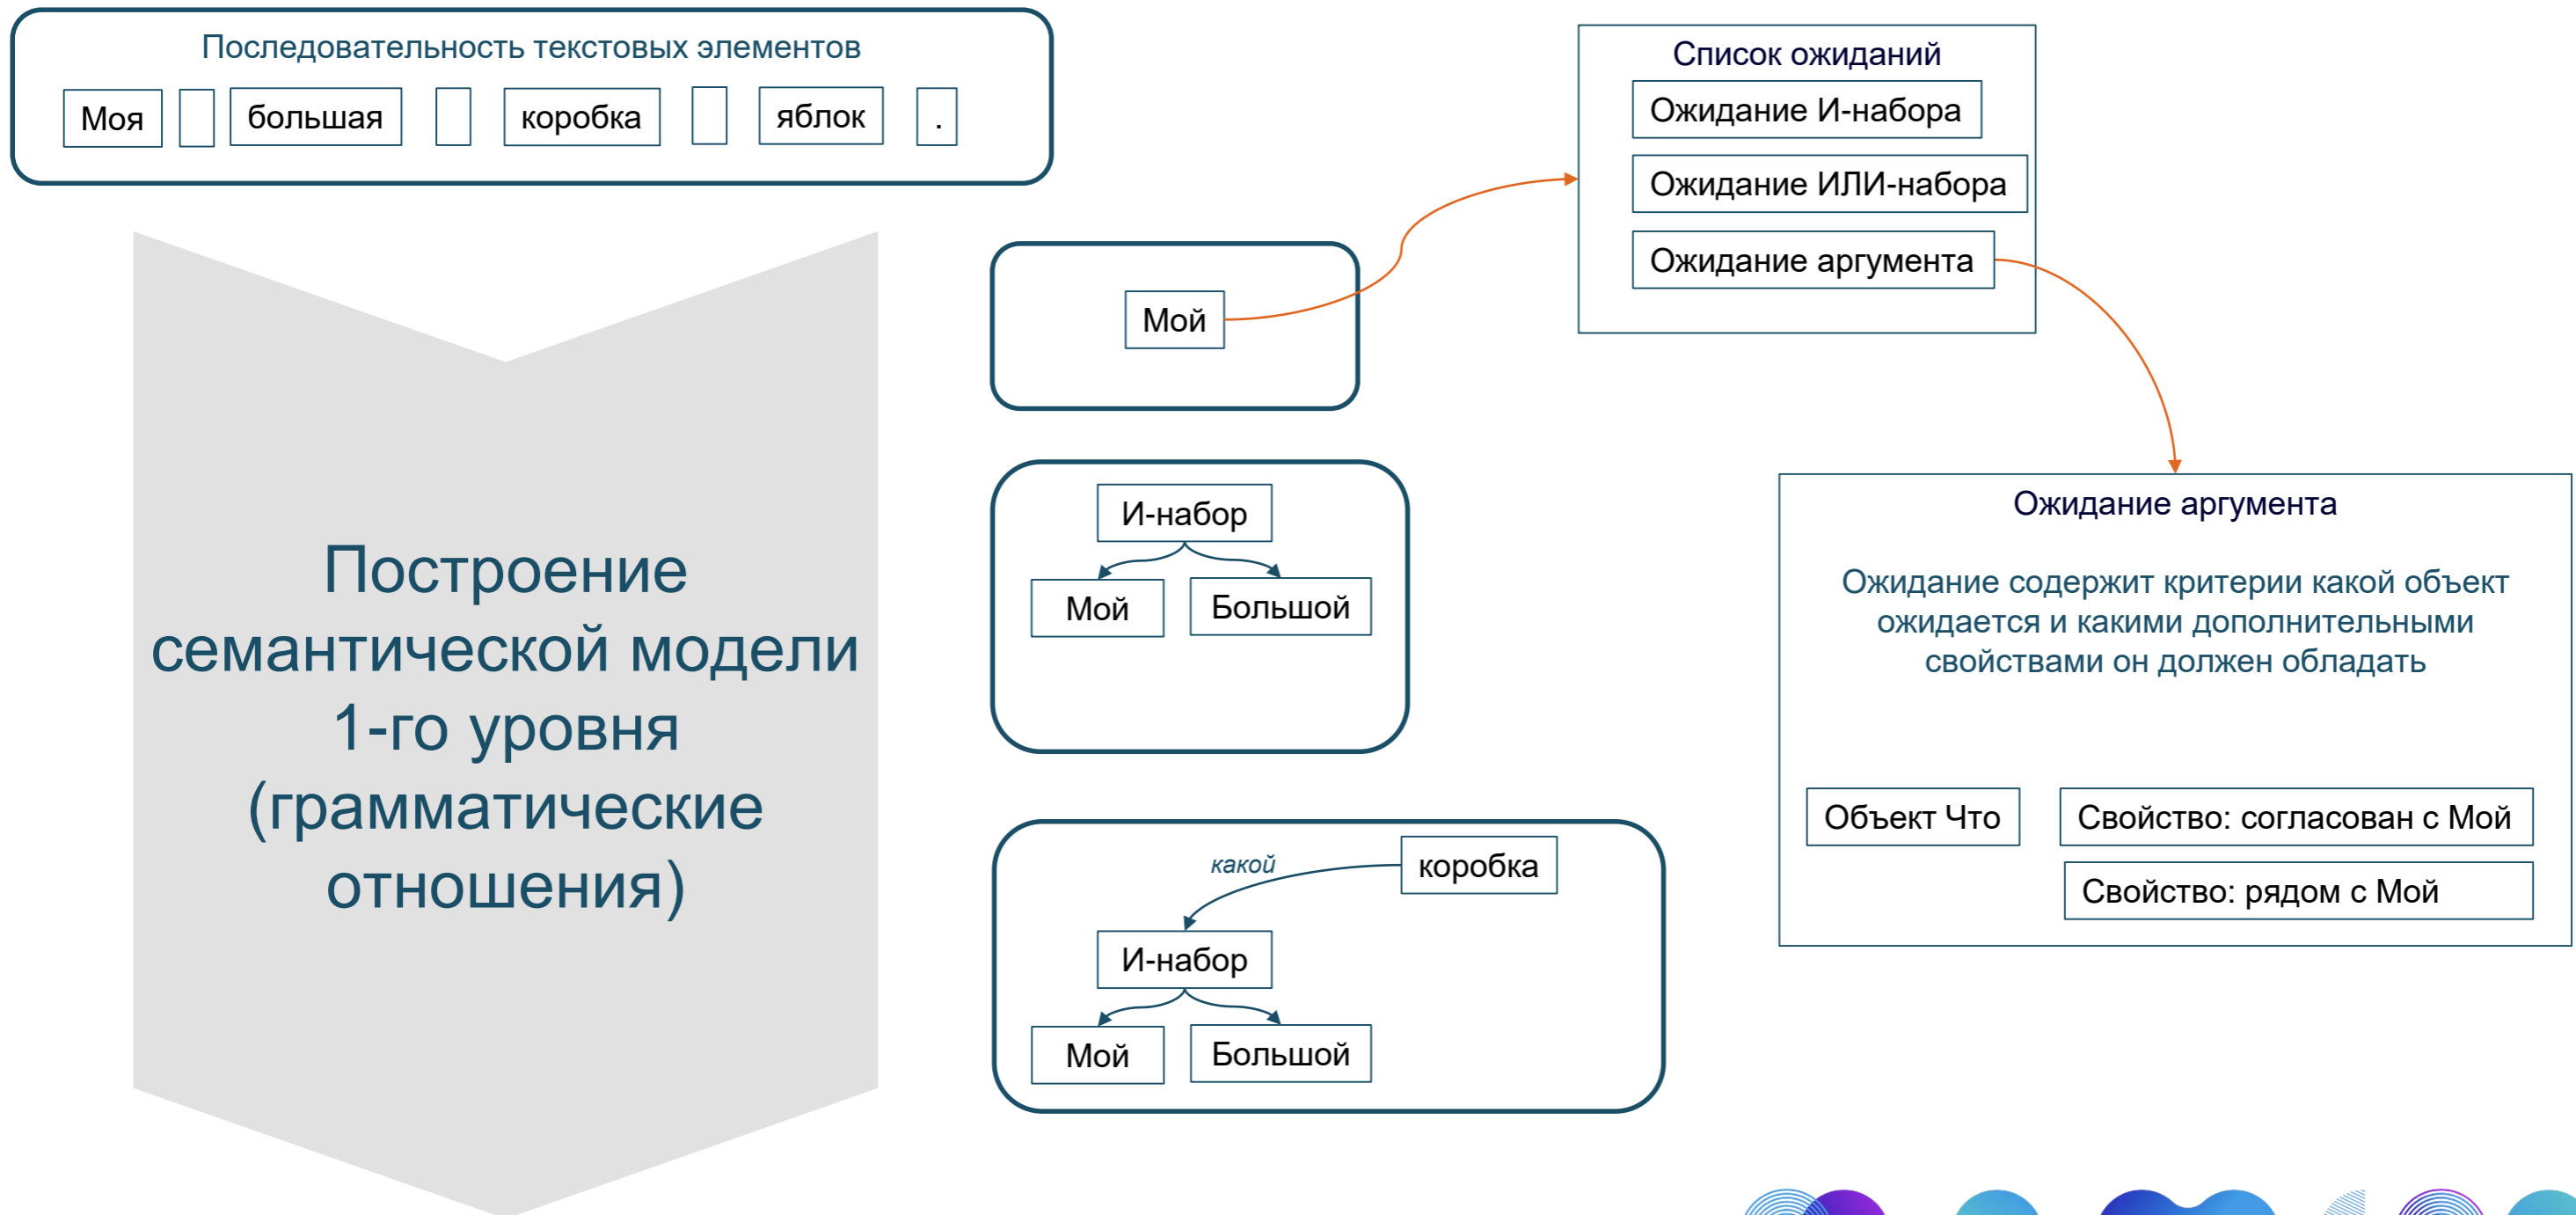 Последовательность текстовых элементов
Моя большая коробка яблок .
Список ожиданий
Ожидание И-набора
Ожидание ИЛИ-набора
Ожидание аргумента
Мой
И-набор
Мой Большой
какой
коробка
И-набор
Мой Большой
Построение
семантической модели
1-го уровня
(грамматические
отношения)
Ожидание аргумента
Ожидание содержит критерии какой объект
ожидается и какими дополнительными
свойствами он должен обладать
Объект Что
Свойство: согласован с Мой
Свойство: рядом с Мой